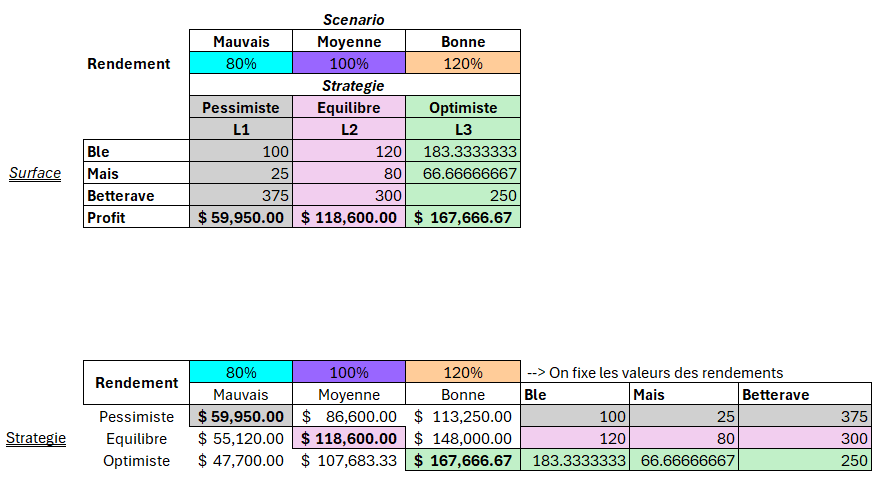 Scenario
Mauvais Moyenne Bonne
Rendement 80% 100% 120%
Strategie
Pessimiste Equilibre Optimiste
L1 L2 L3
Ble 100 120 183.3333333
Surface Mais 25 80 66.66666667
Betterave 375 300 250
Profit $ 59,950.00 $ 118,600.00 $ 167,666.67
Rendement 80% 100% 120% --> On fixe les valeurs des rendements
Mauvais Moyenne Bonne Ble Mais Betterave
Pessimiste $ 59,950.00 $ 86,600.00 $ 113,250.00 100 25 375
Strategie Equilibre $ 55,120.00 $ 118,600.00 $ 148,000.00 120 80 300
Optimiste $ 47,700.00 $ 107,683.33 $ 167,666.67 183.3333333 66.66666667 250